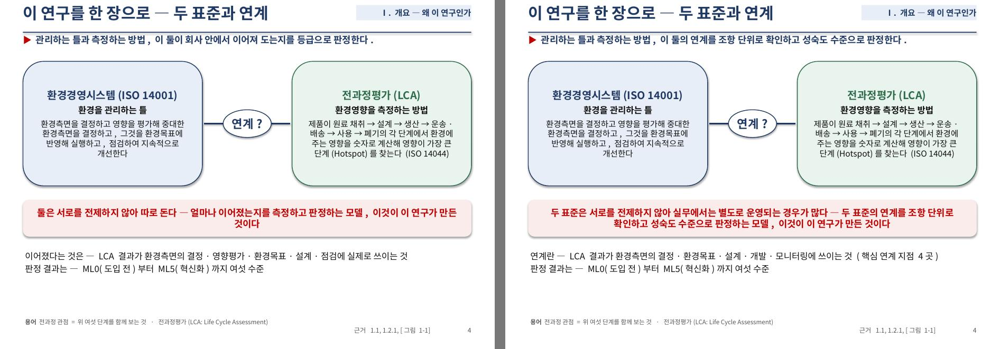 이 연구를 한 장으로 — 두 표준과 연계
Ⅰ. 개요 — 왜 이 연구인가
▶ 관리하는 틀과 측정하는 방법, 이 둘이 회사 안에서 이어져 도는지를 등급으로 판정한다.
환경경영시스템 (ISO 14001)
환경을 관리하는 틀
환경측면을 결정하고 영향을 평가해 중대한
환경측면을 결정하고, 그것을 환경목표에
반영해 실행하고, 점검하여 지속적으로
개선한다
연계?
전과정평가 (LCA)
환경영향을 측정하는 방법
제품이 원료 채취 → 설계 → 생산 → 운송 ·
배송 → 사용 → 폐기의 각 단계에서 환경에
주는 영향을 숫자로 계산해 영향이 가장 큰
단계 (Hotspot) 를 찾는다 (ISO 14044)
둘은 서로를 전제하지 않아 따로 돈다 — 얼마나 이어졌는지를 측정하고 판정하는 모델, 이것이 이 연구가 만든
것이다
이어졌다는 것은 — LCA 결과가 환경측면의 결정 · 영향평가 · 환경목표 · 설계 · 점검에 실제로 쓰이는 것
판정 결과는 — ML0( 도입 전 ) 부터 ML5( 혁신화 ) 까지 여섯 수준
용어 전과정 관점 = 위 여섯 단계를 함께 보는 것 · 전과정평가 (LCA: Life Cycle Assessment)
근거 1.1, 1.2.1, [ 그림 1-1]
4
이 연구를 한 장으로 — 두 표준과 연계
Ⅰ. 개요 — 왜 이 연구인가
▶ 관리하는 틀과 측정하는 방법, 이 둘의 연계를 조항 단위로 확인하고 성숙도 수준으로 판정한다.
환경경영시스템 (ISO 14001)
환경을 관리하는 틀
환경측면을 결정하고 영향을 평가해 중대한
환경측면을 결정하고, 그것을 환경목표에
반영해 실행하고, 점검하여 지속적으로
개선한다
연계?
전과정평가 (LCA)
환경영향을 측정하는 방법
제품이 원료 채취 → 설계 → 생산 → 운송 ·
배송 → 사용 → 폐기의 각 단계에서 환경에
주는 영향을 숫자로 계산해 영향이 가장 큰
단계 (Hotspot) 를 찾는다 (ISO 14044)
두 표준은 서로를 전제하지 않아 실무에서는 별도로 운영되는 경우가 많다 — 두 표준의 연계를 조항 단위로
확인하고 성숙도 수준으로 판정하는 모델, 이것이 이 연구가 만든 것이다
연계란 — LCA 결과가 환경측면의 결정 · 환경목표 · 설계 · 개발 · 모니터링에 쓰이는 것 ( 핵심 연계 지점 4 곳 )
판정 결과는 — ML0( 도입 전 ) 부터 ML5( 혁신화 ) 까지 여섯 수준
용어 전과정 관점 = 위 여섯 단계를 함께 보는 것 · 전과정평가 (LCA: Life Cycle Assessment)
근거 1.1, 1.2.1, [ 그림 1-1]
4